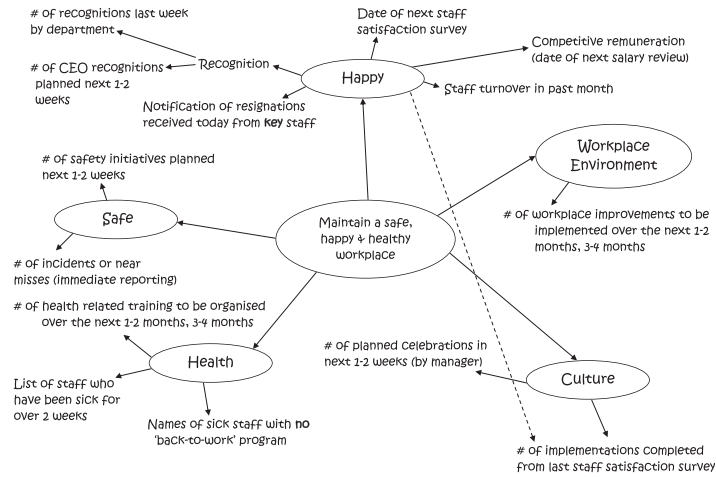 # of recognitions last week
by department
Date of next staff
satisfaction survey
Competitive remuneration
(date of next salary review)
# of CEO recognitions
planned next 1-2
weeks
Recognition
Happy
Staff turnover in past month
Notification of resignations
received today from key staff
# of safety initiatives planned
next 1-2 weeks
Workplace
Environment
Safe
Maintain a safe,
happy & healthy
workplace
# of workplace improvements to be
implemented over the next 1-2
months, 3-4 months
# of incidents or near
misses (immediate reporting)
# of health related training to be organised
over the next 1-2 months, 3-4 months
Health
# of planned celebrations in
next 1-2 weeks (by manager)
Culture
List of staff who
have been sick for
over 2 weeks
Names of sick staff with no
'back-to-work' program
# of implementations completed
from last staff satisfaction survey